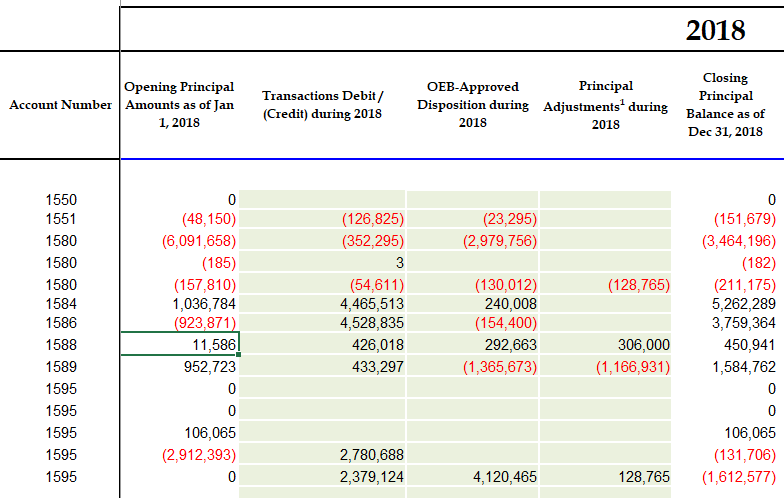 2018
Account Number Opening Principal Amounts as of Jan 1, 2018 Transactions Debit / (Credit) during 2018 OEB-Approved Disposition during 2018 Principal Adjustments¹ during 2018 Closing Principal Balance as of Dec 31, 2018
1550 0 0
1551 (48,150) (126,825) (23,295) (151,679)
1580 (6,091,658) (352,295) (2,979,756) (3,464,196)
1580 (185) 3 (182)
1580 (157,810) (54,611) (130,012) (128,765) (211,175)
1584 1,036,784 4,465,513 240,008 5,262,289
1586 (923,871) 4,528,835 (154,400) 3,759,364
1588 11,586 426,018 292,663 306,000 450,941
1589 952,723 433,297 (1,365,673) (1,166,931) 1,584,762
1595 0 0
1595 0 0
1595 106,065 106,065
1595 (2,912,393) 2,780,688 (131,706)
1595 0 2,379,124 4,120,465 128,765 (1,612,577)